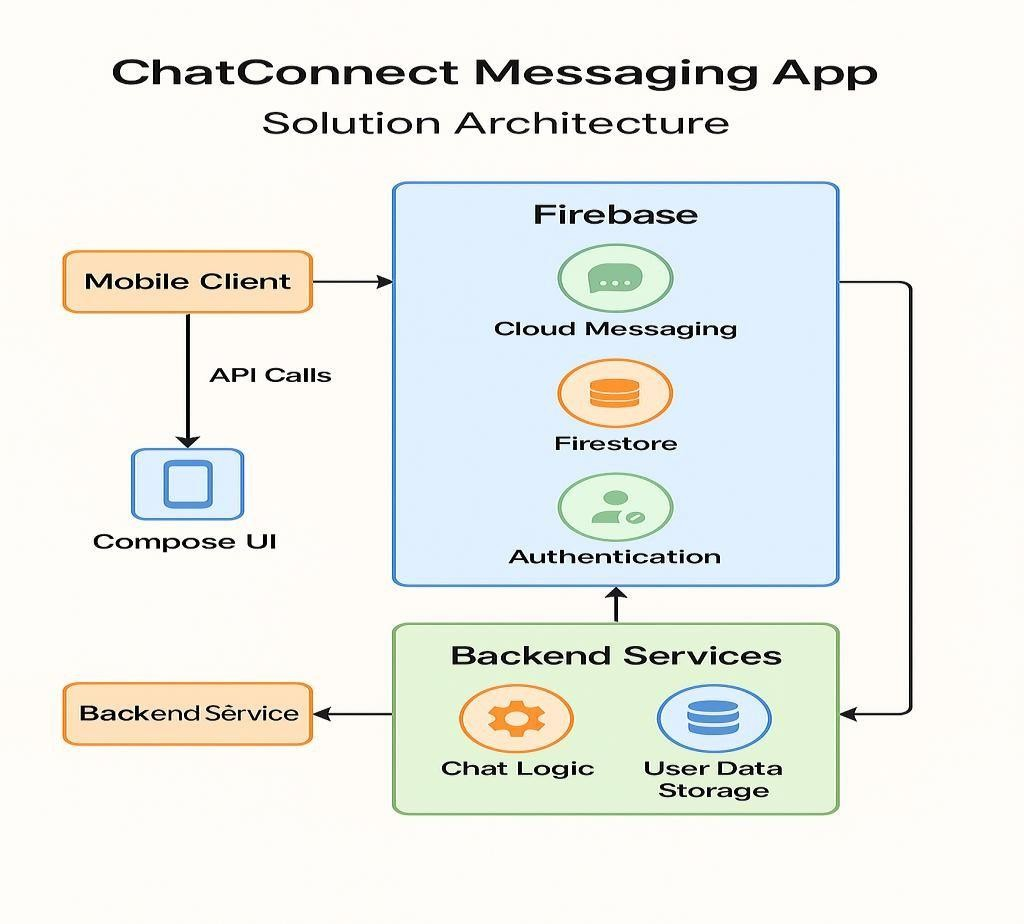 ChatConnect Messaging App
Solution Architecture
Firebase
Mobile Client
Cloud Messaging
API Calls
Firestore
Compose UI
Authentication
Backend Services
Backend Sêrvice
Chat Logic
User Data
Storage